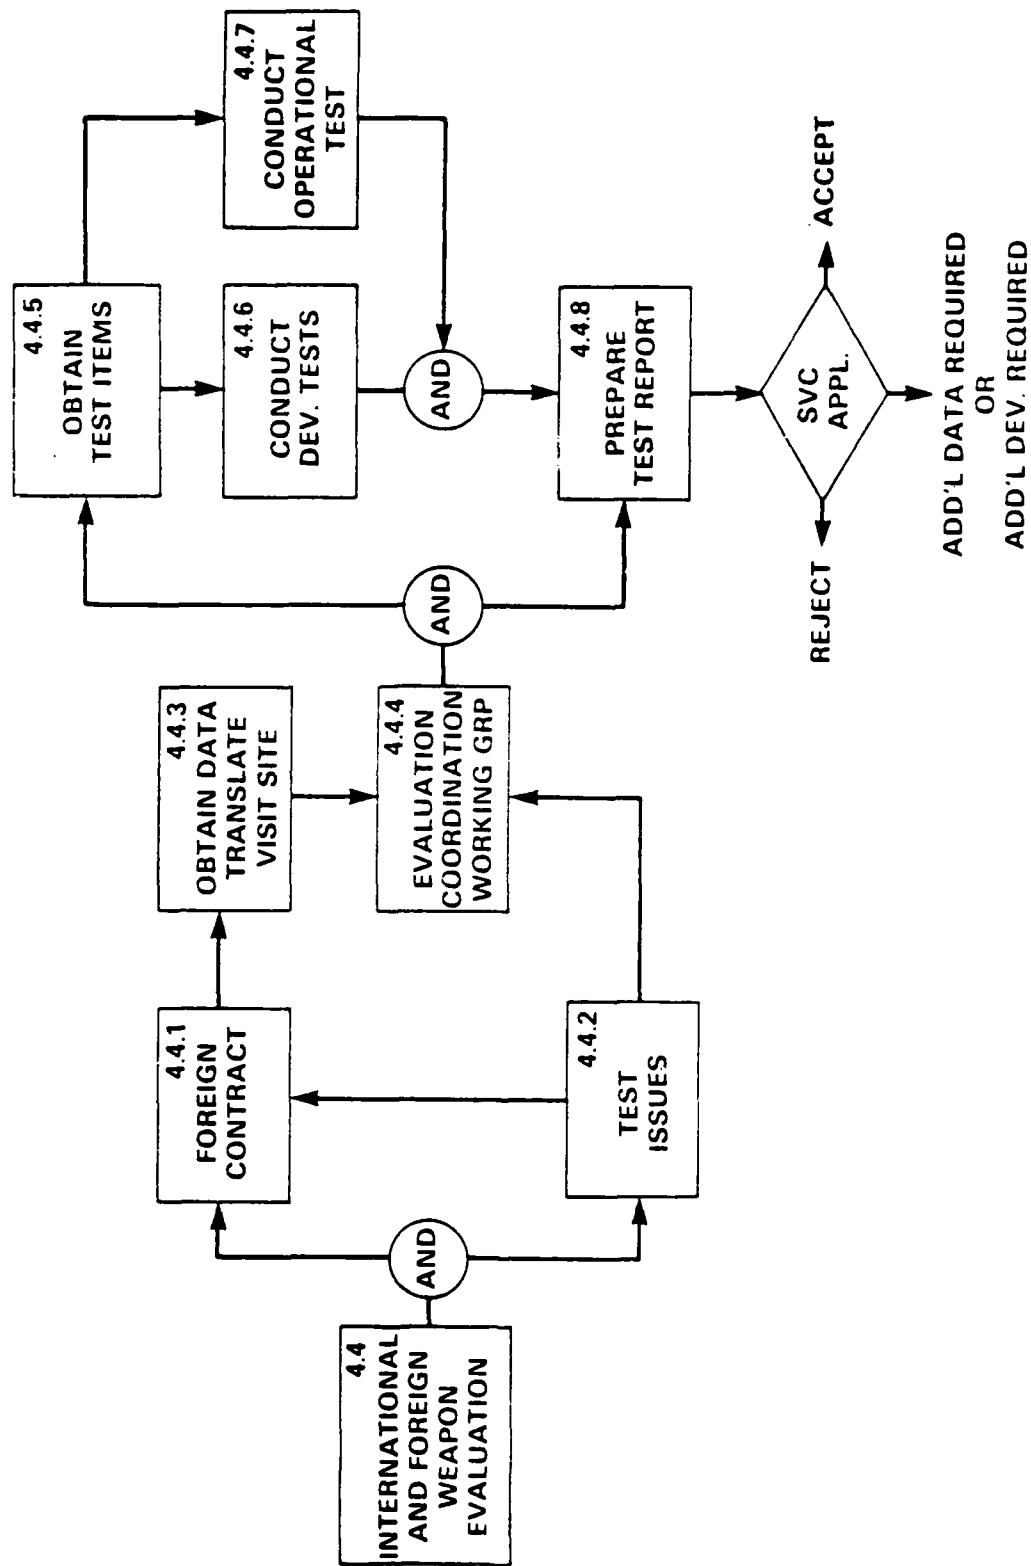 4.4
INTERNATIONAL
AND FOREIGN
WEAPON
EVALUATION
AND
4.4.1
FOREIGN
CONTRACT
4.4.2
TEST
ISSUES
4.4.3
OBTAIN DATA
TRANSLATE
VISIT SITE
4.4.4
EVALUATION
COORDINATION
WORKING GRP
AND
4.4.5
OBTAIN
TEST ITEMS
4.4.6
CONDUCT
DEV. TESTS
4.4.7
CONDUCT
OPERATIONAL
TEST
AND
4.4.8
PREPARE
TEST REPORT
SVC
APPL.
REJECT
ACCEPT
ADD'L DATA REQUIRED
OR
ADD'L DEV. REQUIRED